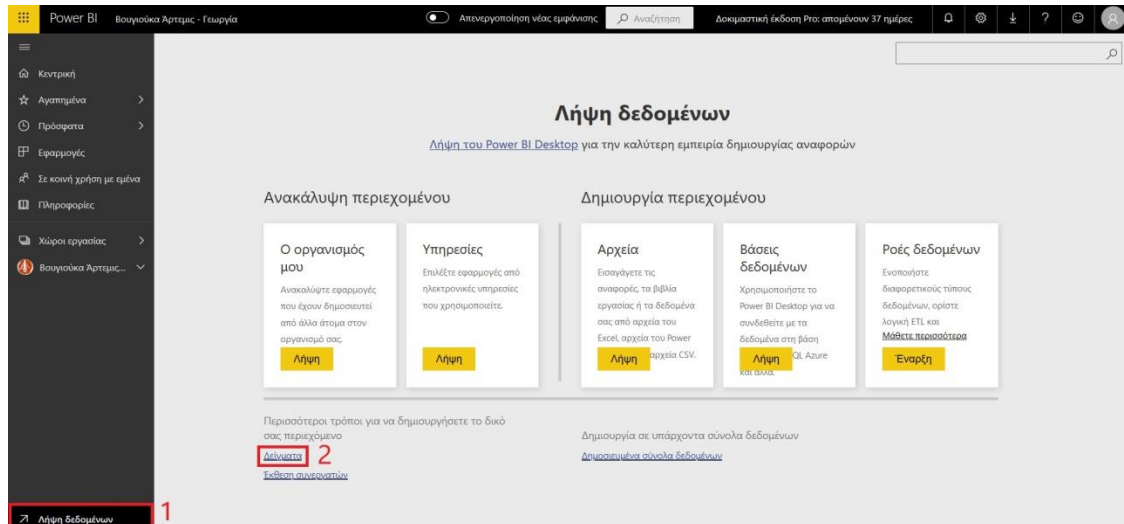 Power BI Βουγιούκα Άρτεμις - Γεωργία Απενεργοποίηση νέας εμφάνισης Αναζήτηση Δοκιμαστική έκδοση Pro: απομένουν 37 ημέρες
Κεντρική
Αγαπημένα
Πρόσφατα
Εφαρμογές
Σε κοινή χρήση με εμένα
Πληροφορίες
Χώροι εργασίας
Βουγιούκα Άρτεμις...
Λήψη δεδομένων
1
Λήψη δεδομένων
Λήψη του Power BI Desktop για την καλύτερη εμπειρία δημιουργίας αναφορών
Ανακάλυψη περιεχομένου
Ο οργανισμός
μου
Ανακαλύψτε εφαρμογές
που έχουν δημοσιευτεί
από άλλα άτομα στον
οργανισμό σας.
Λήψη
Υπηρεσίες
Επιλέξτε εφαρμογές από
ηλεκτρονικές υπηρεσίες
που χρησιμοποιείτε.
Λήψη
Δημιουργία περιεχομένου
Αρχεία
Εισαγάγετε τις
αναφορές, τα βιβλία
εργασίας ή τα δεδομένα
σας από αρχεία του
Excel, αρχεία του Power
αρχεία CSV.
Λήψη
Βάσεις
δεδομένων
Χρησιμοποιήστε το
Power BI Desktop για να
συνδεθείτε με τα
δεδομένα στη βάση
QL Azure
και άλλα.
Λήψη
Ροές δεδομένων
Ενοποιήστε
διαφορετικούς τύπους
δεδομένων, ορίστε
λογική ETL και
Μάθετε περισσότερα
Έναρξη
Περισσότεροι τρόποι για να δημιουργήσετε το δικό
σας περιεχόμενο
Δείγματα 2
Έκθεση συνεργατών
Δημιουργία σε υπάρχοντα σύνολα δεδομένων
Δημοσιευμένα σύνολα δεδομένων